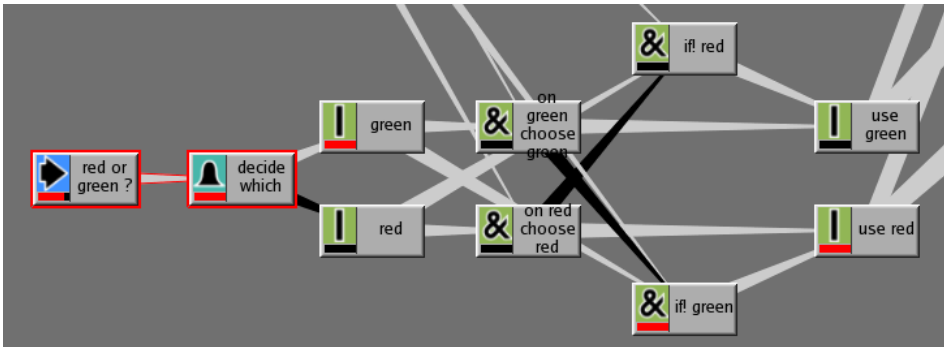 if! red
on
green
choose
green
green
use
green
red or
green ?
decide
which
on red
choose
red
red
use red
if! green